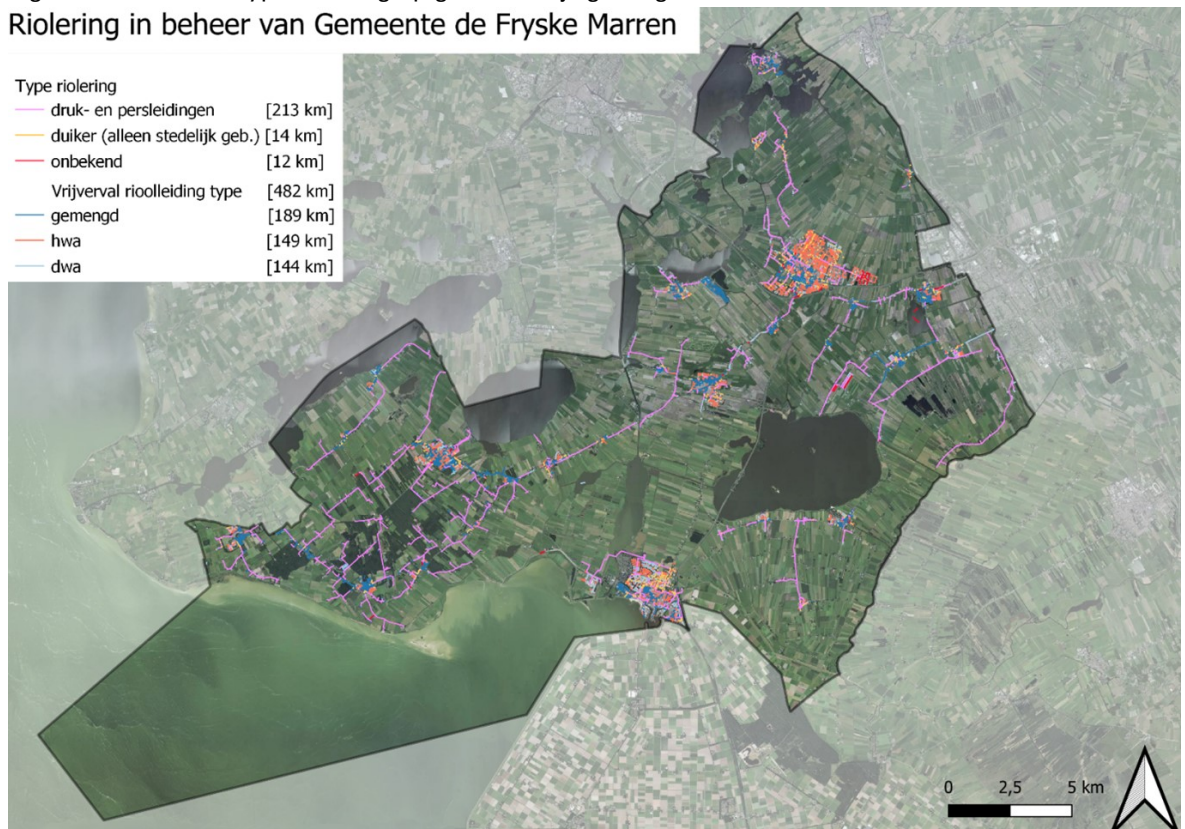 Riolering in beheer van Gemeente de Fryske Marren
Type riolering
druk- en persleidingen [213 km]
duiker (alleen stedelijk geb.) [14 km]
onbekend [12 km]
Vrijverval rioolleiding type [482 km]
gemengd [189 km]
hwa [149 km]
dwa [144 km]
0 2,5 5 km